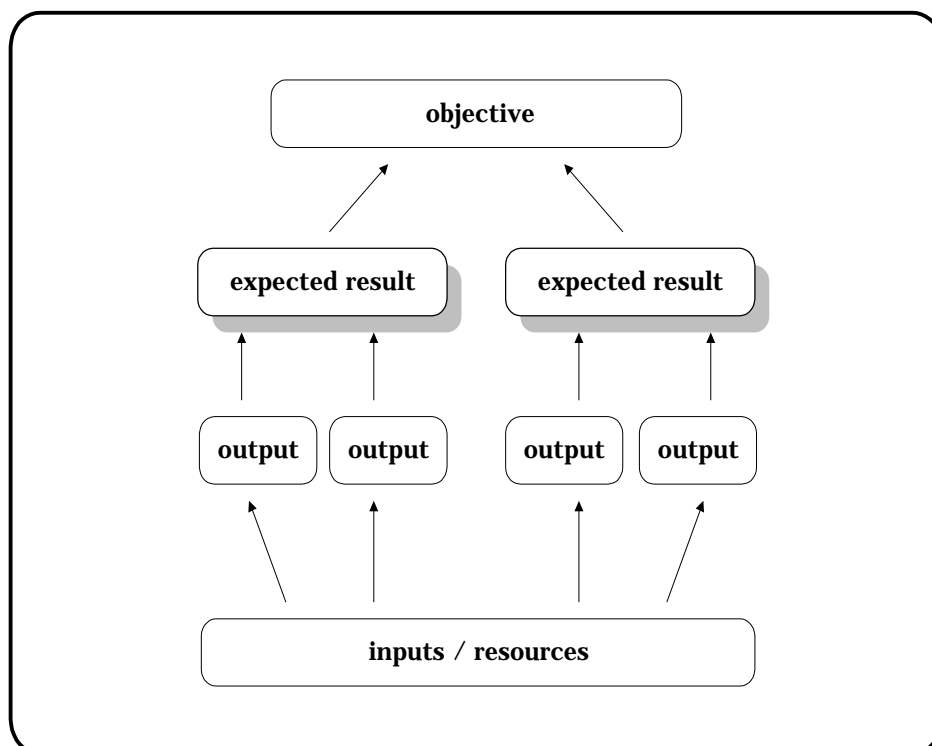 objective
expected result
expected result
output
output
output
output
inputs / resources